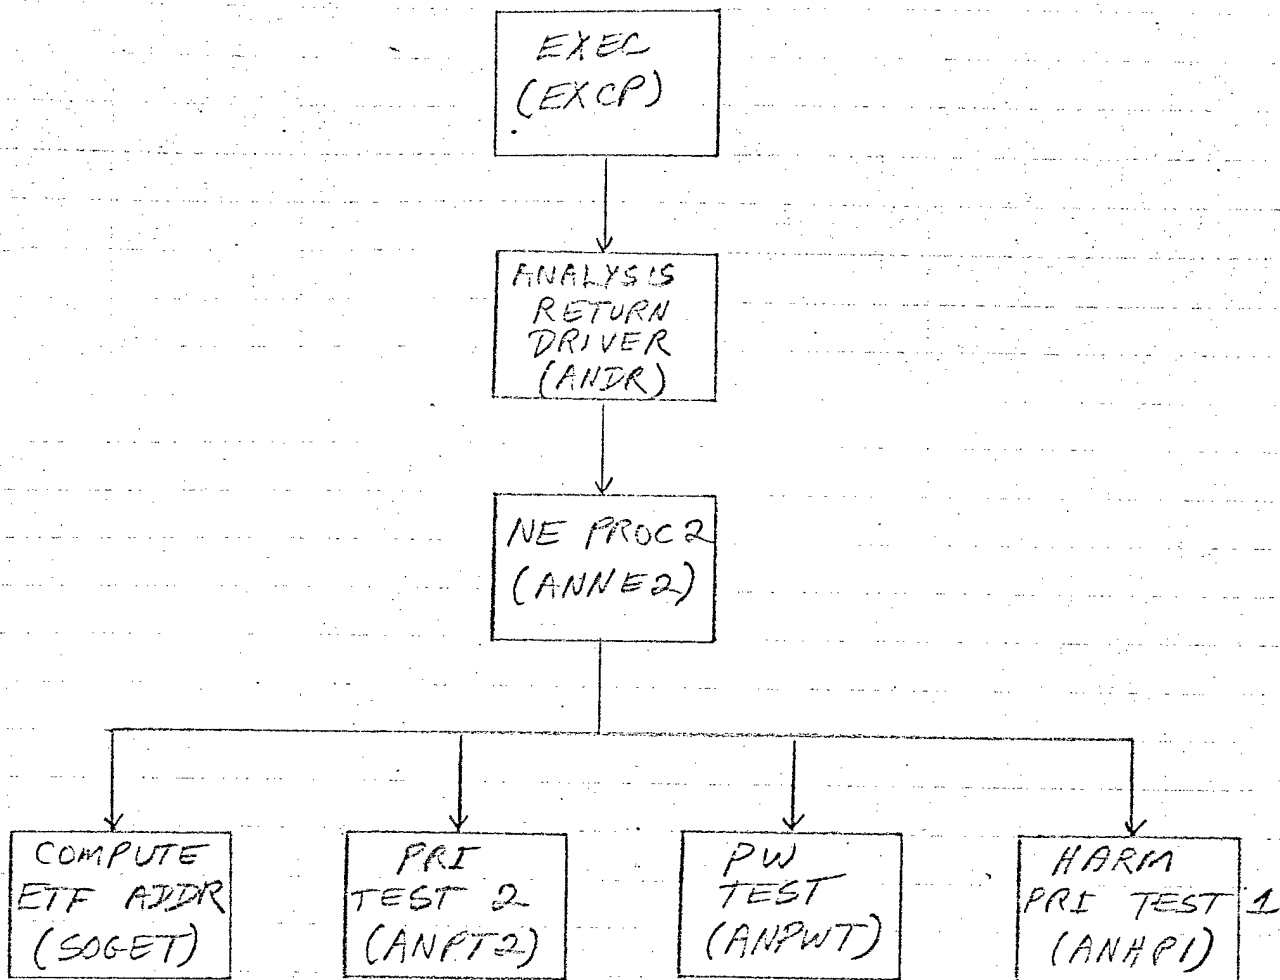 EXEC
(EXCP)
ANALYSIS
RETURN
DRIVER
(ANDR)
NE PROC2
(ANNE2)
COMPUTE
ETF ADDR
(SOGET)
PRI
TEST 2
(ANPT2)
PW
TEST
(ANPWT)
HARM
PRI TEST 1
(ANHP1)